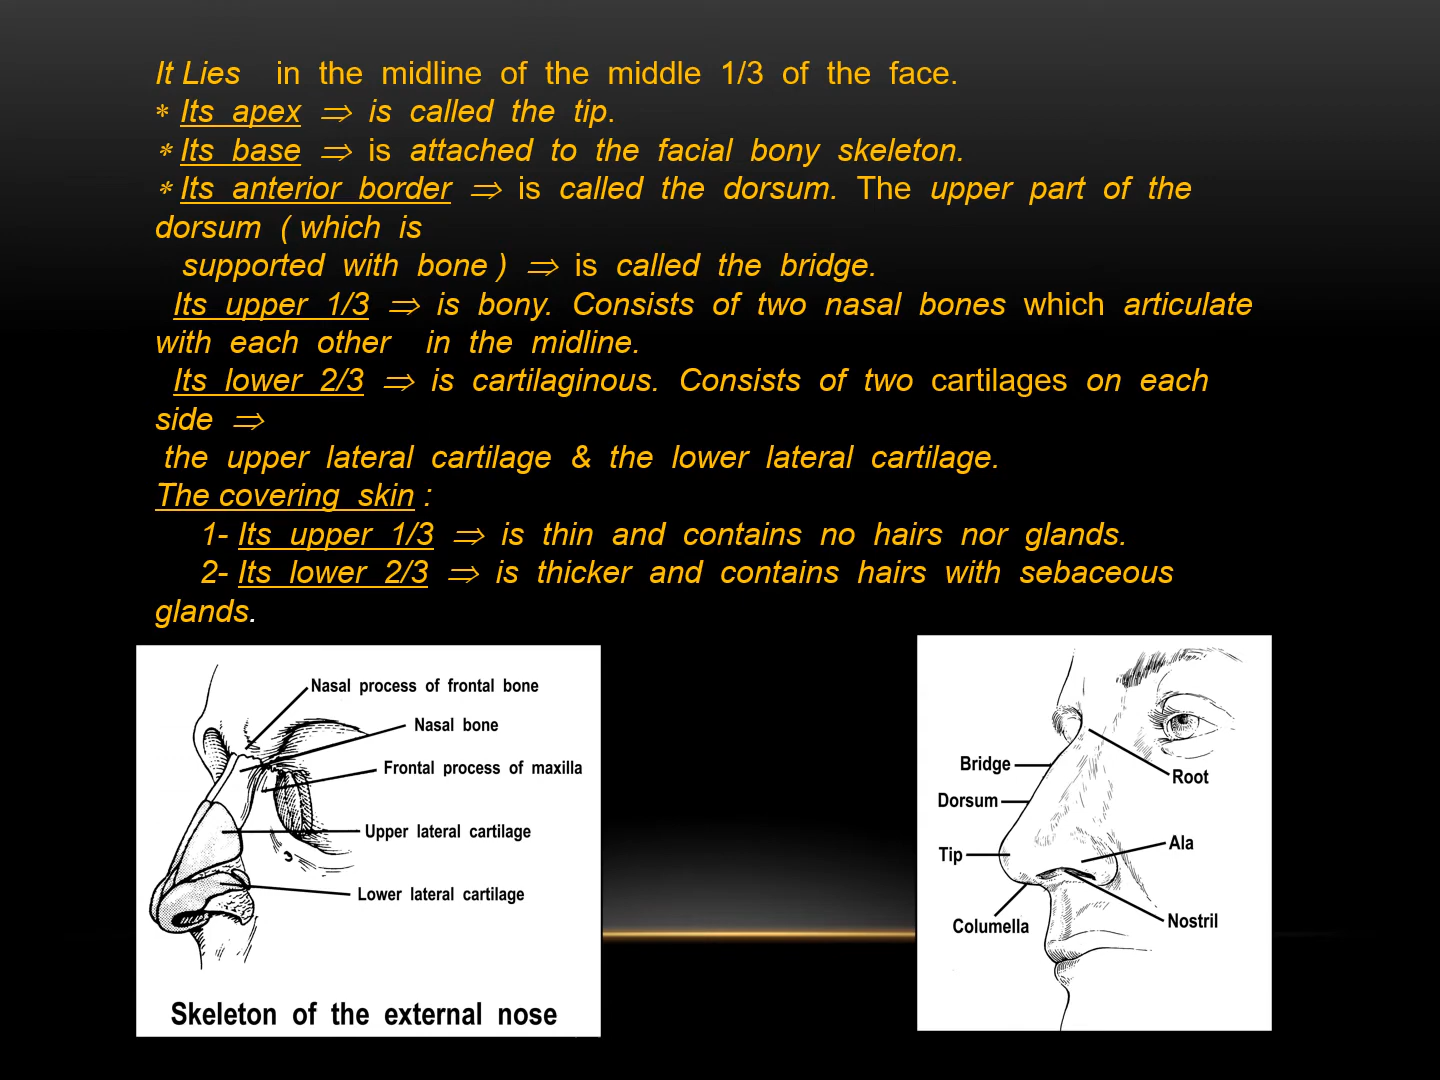 It Lies in the midline of the middle 1/3 of the face.
* Its apex ⇒ is called the tip.
* Its base ⇒ is attached to the facial bony skeleton.
* Its anterior border ⇒ is called the dorsum. The upper part of the
dorsum ( which is
supported with bone ) ⇒ is called the bridge.
Its upper 1/3 ⇒ is bony. Consists of two nasal bones which articulate
with each other in the midline.
Its lower 2/3 ⇒ is cartilaginous. Consists of two cartilages on each
side ⇒
the upper lateral cartilage & the lower lateral cartilage.
The covering skin :
1- Its upper 1/3 ⇒ is thin and contains no hairs nor glands.
2- Its lower 2/3 ⇒ is thicker and contains hairs with sebaceous
glands.
Nasal process of frontal bone
Nasal bone
Frontal process of maxilla
Upper lateral cartilage
Lower lateral cartilage
Skeleton of the external nose
Bridge
Root
Dorsum
Ala
Tip
Nostril
Columella